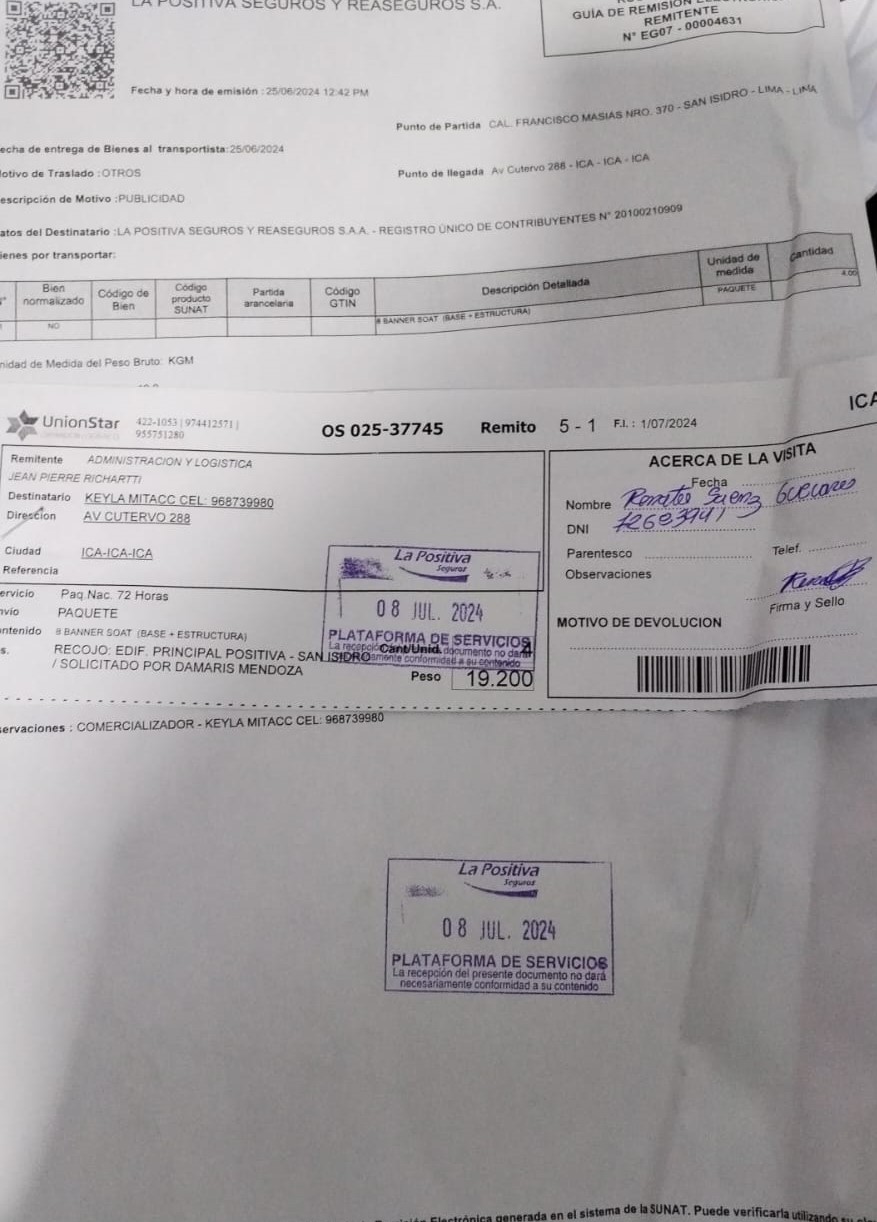 LA POSITIVA SEGUROS Y REASEGUROS S.A.
GUÍA DE REMISIÓN
REMITENTE
N° EG07 - 00004631
Fecha y hora de emisión : 25/06/2024 12:42 PM
Punto de Partida CAL. FRANCISCO MASIAS NRO. 370 - SAN ISIDRO - LIMA - LIMA
echa de entrega de Bienes al transportista:25/06/2024
otivo de Traslado :OTROS
Punto de llegada Av Cutervo 288 - ICA - ICA - ICA
escripción de Motivo :PUBLICIDAD
atos del Destinatario :LA POSITIVA SEGUROS Y REASEGUROS S.A.A. - REGISTRO ÚNICO DE CONTRIBUYENTES N° 20100210909
ienes por transportar:
Bien normalizado Código de Bien Código producto SUNAT Partida arancelaria Código GTIN Descripción Detallada Unidad de medida Cantidad
NO 8 BANNER SOAT (BASE + ESTRUCTURA) PAQUETE 4.00
nidad de Medida del Peso Bruto: KGM
ICA
UnionStar 422-1053 | 974412571 |
955751280
OS 025-37745 Remito 5 - 1 F.I. : 1/07/2024
Remitente ADMINISTRACION Y LOGISTICA
JEAN PIERRE RICHARTTI
Destinatario KEYLA MITACC CEL: 968739980
Direscion AV CUTERVO 288
Ciudad ICA-ICA-ICA
Referencia
ervicio Paq.Nac. 72 Horas
nvio PAQUETE
ontenido 8 BANNER SOAT (BASE + ESTRUCTURA)
s. RECOJO: EDIF. PRINCIPAL POSITIVA - SAN ISIDRO
/ SOLICITADO POR DAMARIS MENDOZA
Cant/Unid. 4
Peso 19.200
La Positiva
Seguros
08 JUL. 2024
PLATAFORMA DE SERVICIOS
ACERCA DE LA VISITA
Fecha
Nombre
DNI
Parentesco Telef.
Observaciones
Firma y Sello
MOTIVO DE DEVOLUCION
servaciones : COMERCIALIZADOR - KEYLA MITACC CEL: 968739980
La Positiva
Seguros
08 JUL. 2024
PLATAFORMA DE SERVICIOS
La recepción del presente documento no dará
necesariamente conformidad a su contenido
Electrónica generada en el sistema de la SUNAT. Puede verificarla utilizando su